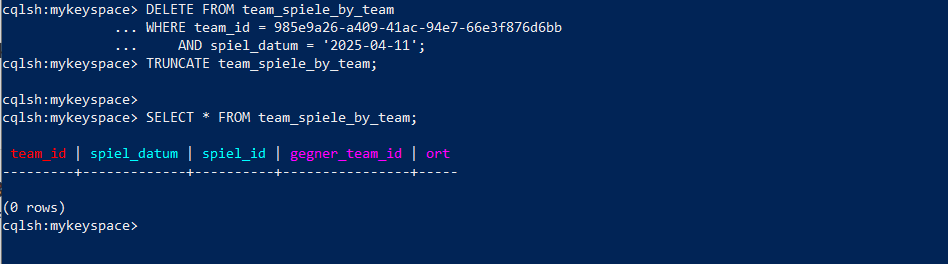 cqlsh:mykeyspace> DELETE FROM team_spiele_by_team
... WHERE team_id = 985e9a26-a409-41ac-94e7-66e3f876d6bb
... AND spiel_datum = '2025-04-11';
cqlsh:mykeyspace> TRUNCATE team_spiele_by_team;
cqlsh:mykeyspace>
cqlsh:mykeyspace> SELECT * FROM team_spiele_by_team;
team_id | spiel_datum | spiel_id | gegner_team_id | ort
---------+-------------+----------+----------------+-----
(0 rows)
cqlsh:mykeyspace>